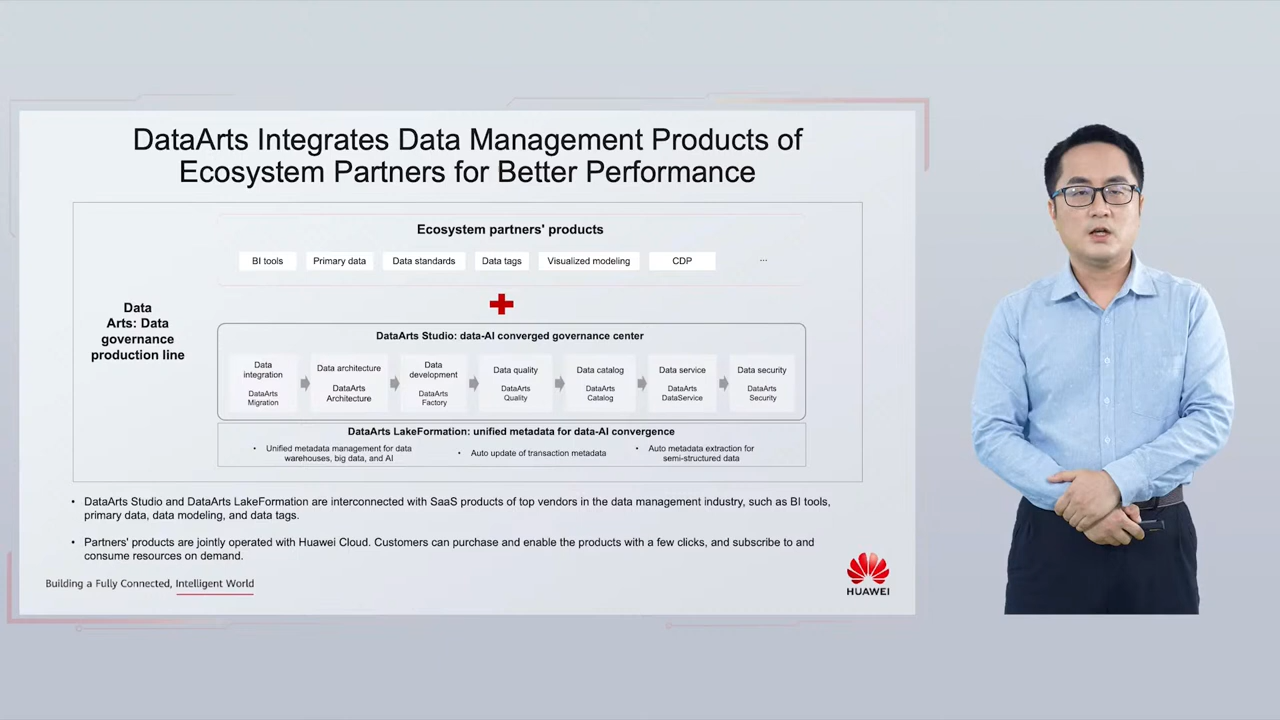 DataArts Integrates Data Management Products of
Ecosystem Partners for Better Performance
Ecosystem partners' products
BI tools
Primary data
Data standards
Data tags
Visualized modeling
CDP
...
Data
Arts: Data
governance
production line
DataArts Studio: data-AI converged governance center
Data
integration
DataArts
Migration
Data architecture
DataArts
Architecture
Data
development
DataArts
Factory
Data quality
DataArts
Quality
Data catalog
DataArts
Catalog
Data service
DataArts
DataService
Data security
DataArts
Security
DataArts LakeFormation: unified metadata for data-AI convergence
• Unified metadata management for data
warehouses, big data, and AI
• Auto update of transaction metadata
• Auto metadata extraction for
semi-structured data
• DataArts Studio and DataArts LakeFormation are interconnected with SaaS products of top vendors in the data management industry, such as BI tools,
primary data, data modeling, and data tags.
• Partners' products are jointly operated with Huawei Cloud. Customers can purchase and enable the products with a few clicks, and subscribe to and
consume resources on demand.
Building a Fully Connected, Intelligent World
HUAWEI